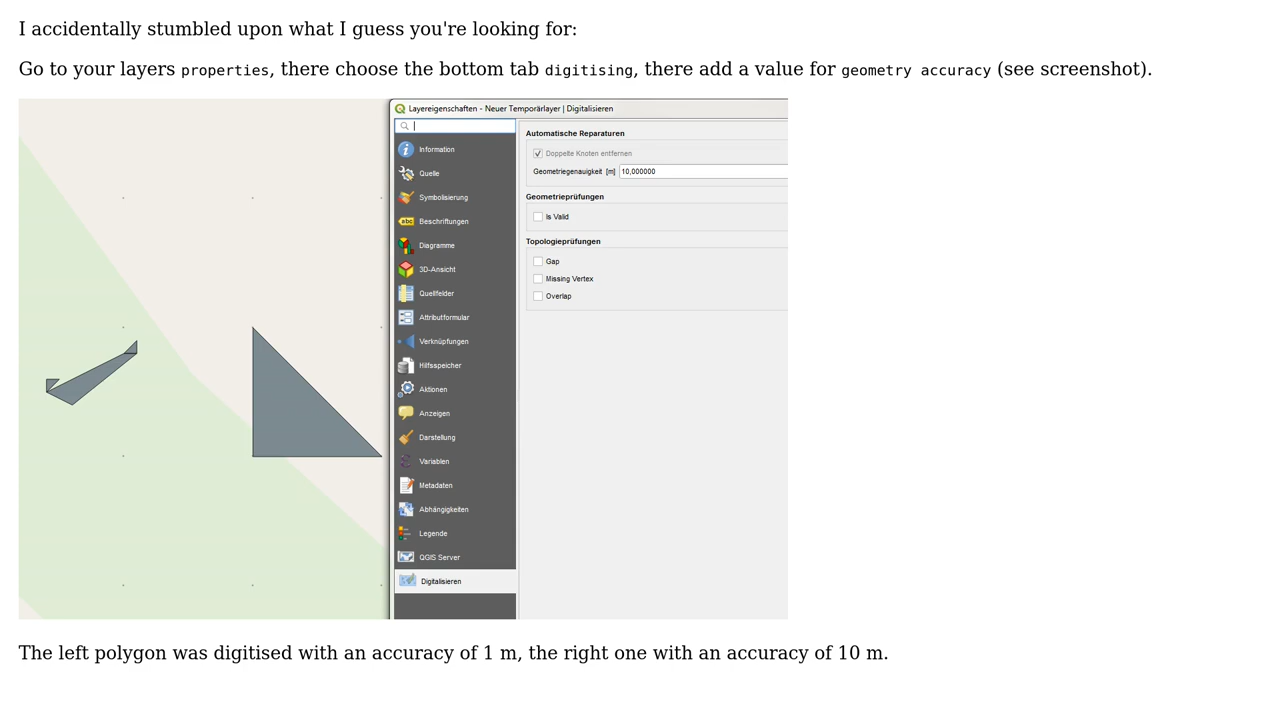 I accidentally stumbled upon what I guess you're looking for:
Go to your layers properties, there choose the bottom tab digitising, there add a value for geometry accuracy (see screenshot).
Layereigenschaften - Neuer Temporärlayer | Digitalisieren
Information
Quelle
Symbolisierung
abc Beschriftungen
Diagramme
3D-Ansicht
Quellfelder
Attributformular
Verknüpfungen
Hilfsspeicher
Aktionen
Anzeigen
Darstellung
Variablen
Metadaten
Abhängigkeiten
Legende
QGIS Server
Digitalisieren
Automatische Reparaturen
Doppelte Knoten entfernen
Geometriegenauigkeit [m] 10,000000
Geometrieprüfungen
Is Valid
Topologieprüfungen
Gap
Missing Vertex
Overlap
The left polygon was digitised with an accuracy of 1 m, the right one with an accuracy of 10 m.